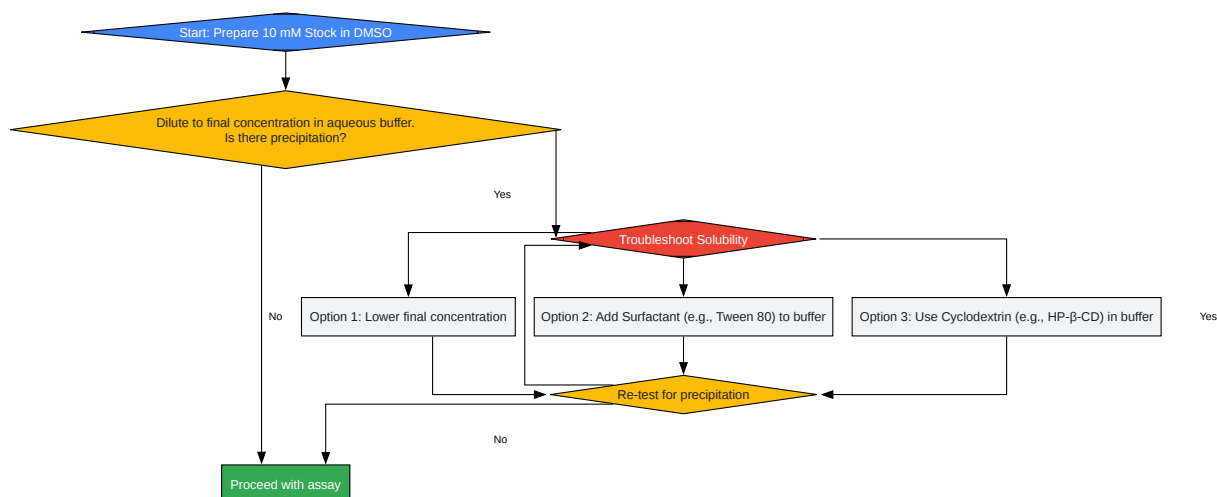 Start: Prepare 10 mM Stock in DMSO
Dilute to final concentration in aqueous buffer.
Is there precipitation?
Yes
Troubleshoot Solubility
No
Option 1: Lower final concentration
Option 2: Add Surfactant (e.g., Tween 80) to buffer
Option 3: Use Cyclodextrin (e.g., HP-β-CD) in buffer
Yes
Re-test for precipitation
No
Proceed with assay